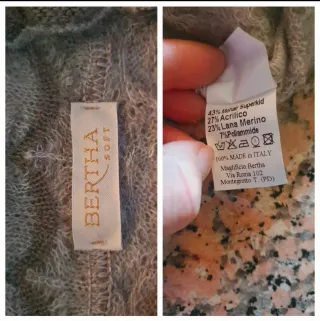 BERTHA
SOFT
43% Mohair Superkid
27% Acrilico
23% Lana Merino
7% Poliammide
100% MADE in ITALY
Maglificio Bertha
Via Roma 102
Montegrotto T. (PD)